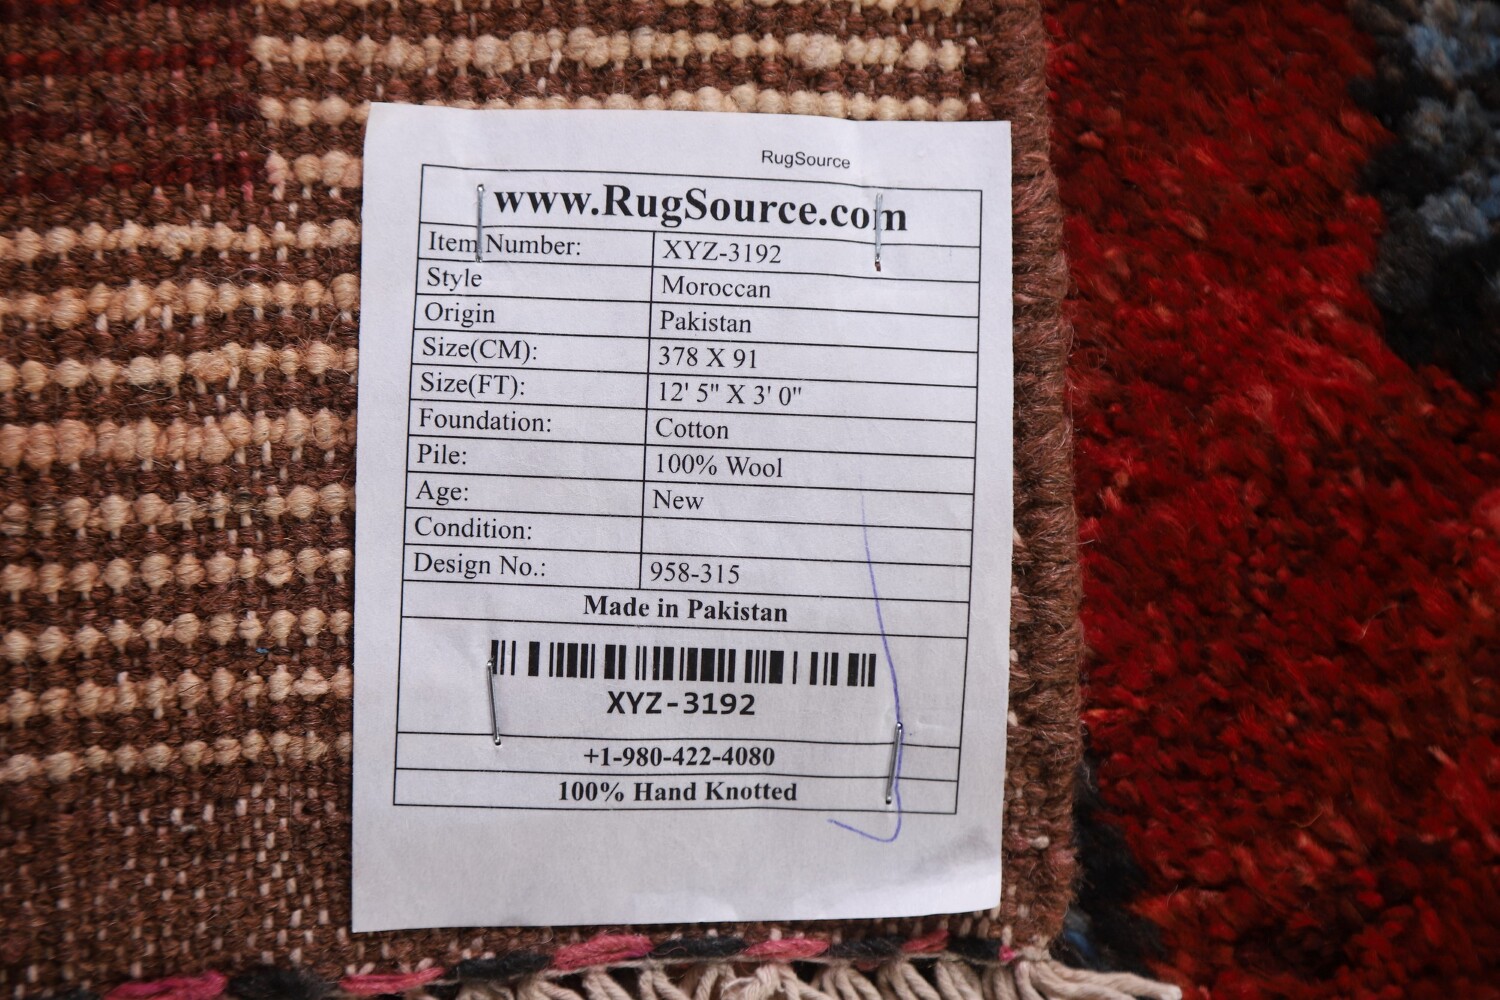 RugSource
www.RugSource.com
Item Number: XYZ-3192
Style Moroccan
Origin Pakistan
Size(CM): 378 X 91
Size(FT): 12' 5" X 3' 0"
Foundation: Cotton
Pile: 100% Wool
Age: New
Condition:
Design No.: 958-315
Made in Pakistan
XYZ-3192
+1-980-422-4080
100% Hand Knotted